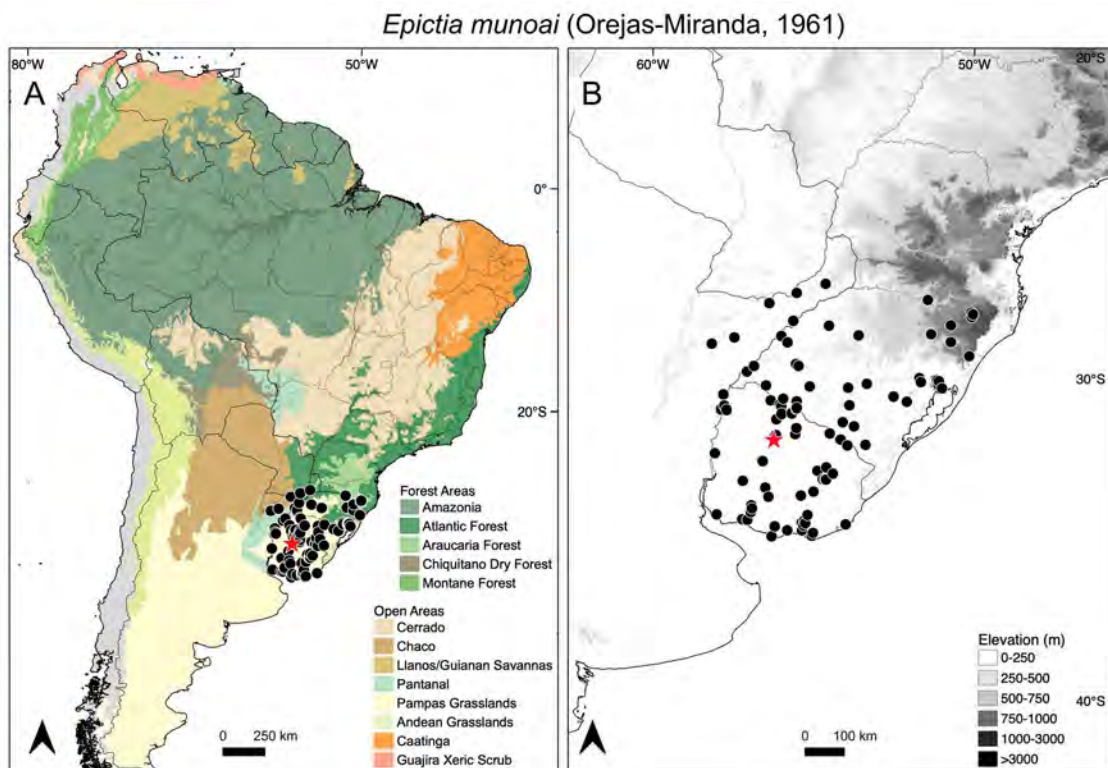 Epictia munoai (Orejas-Miranda, 1961)
80°W
50°W
A
0°
20°S
Forest Areas
Amazonia
Atlantic Forest
Araucaria Forest
Chiquitano Dry Forest
Montane Forest
Open Areas
Cerrado
Chaco
Llanos/Guianan Savannas
Pantanal
Pampas Grasslands
Andean Grasslands
Caatinga
Guajira Xeric Scrub
0 250 km
60°W
50°W
20°S
B
30°S
40°S
Elevation (m)
0-250
250-500
500-750
750-1000
1000-3000
>3000
0 100 km